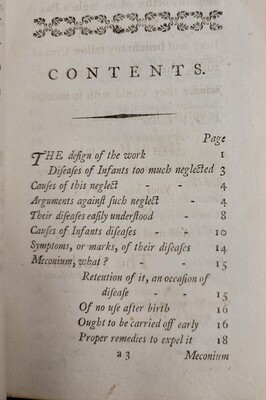 CONTENTS.
Page
THE deſign of the work 1
Diſeaſes of Infants too much neglected 3
Cauſes of this neglect - - 4
Arguments againſt ſuch neglect - 4
Their diſeaſes eaſily underſtood - 8
Cauſes of Infants diſeaſes - - 10
Symptoms, or marks, of their diſeaſes 14
Meconium, what? - - 15
Retention of it, an occaſion of
diſeaſe - - 15
Of no uſe after birth 16
Ought to be carried off early 16
Proper remedies to expel it 18
a 3 Meconium